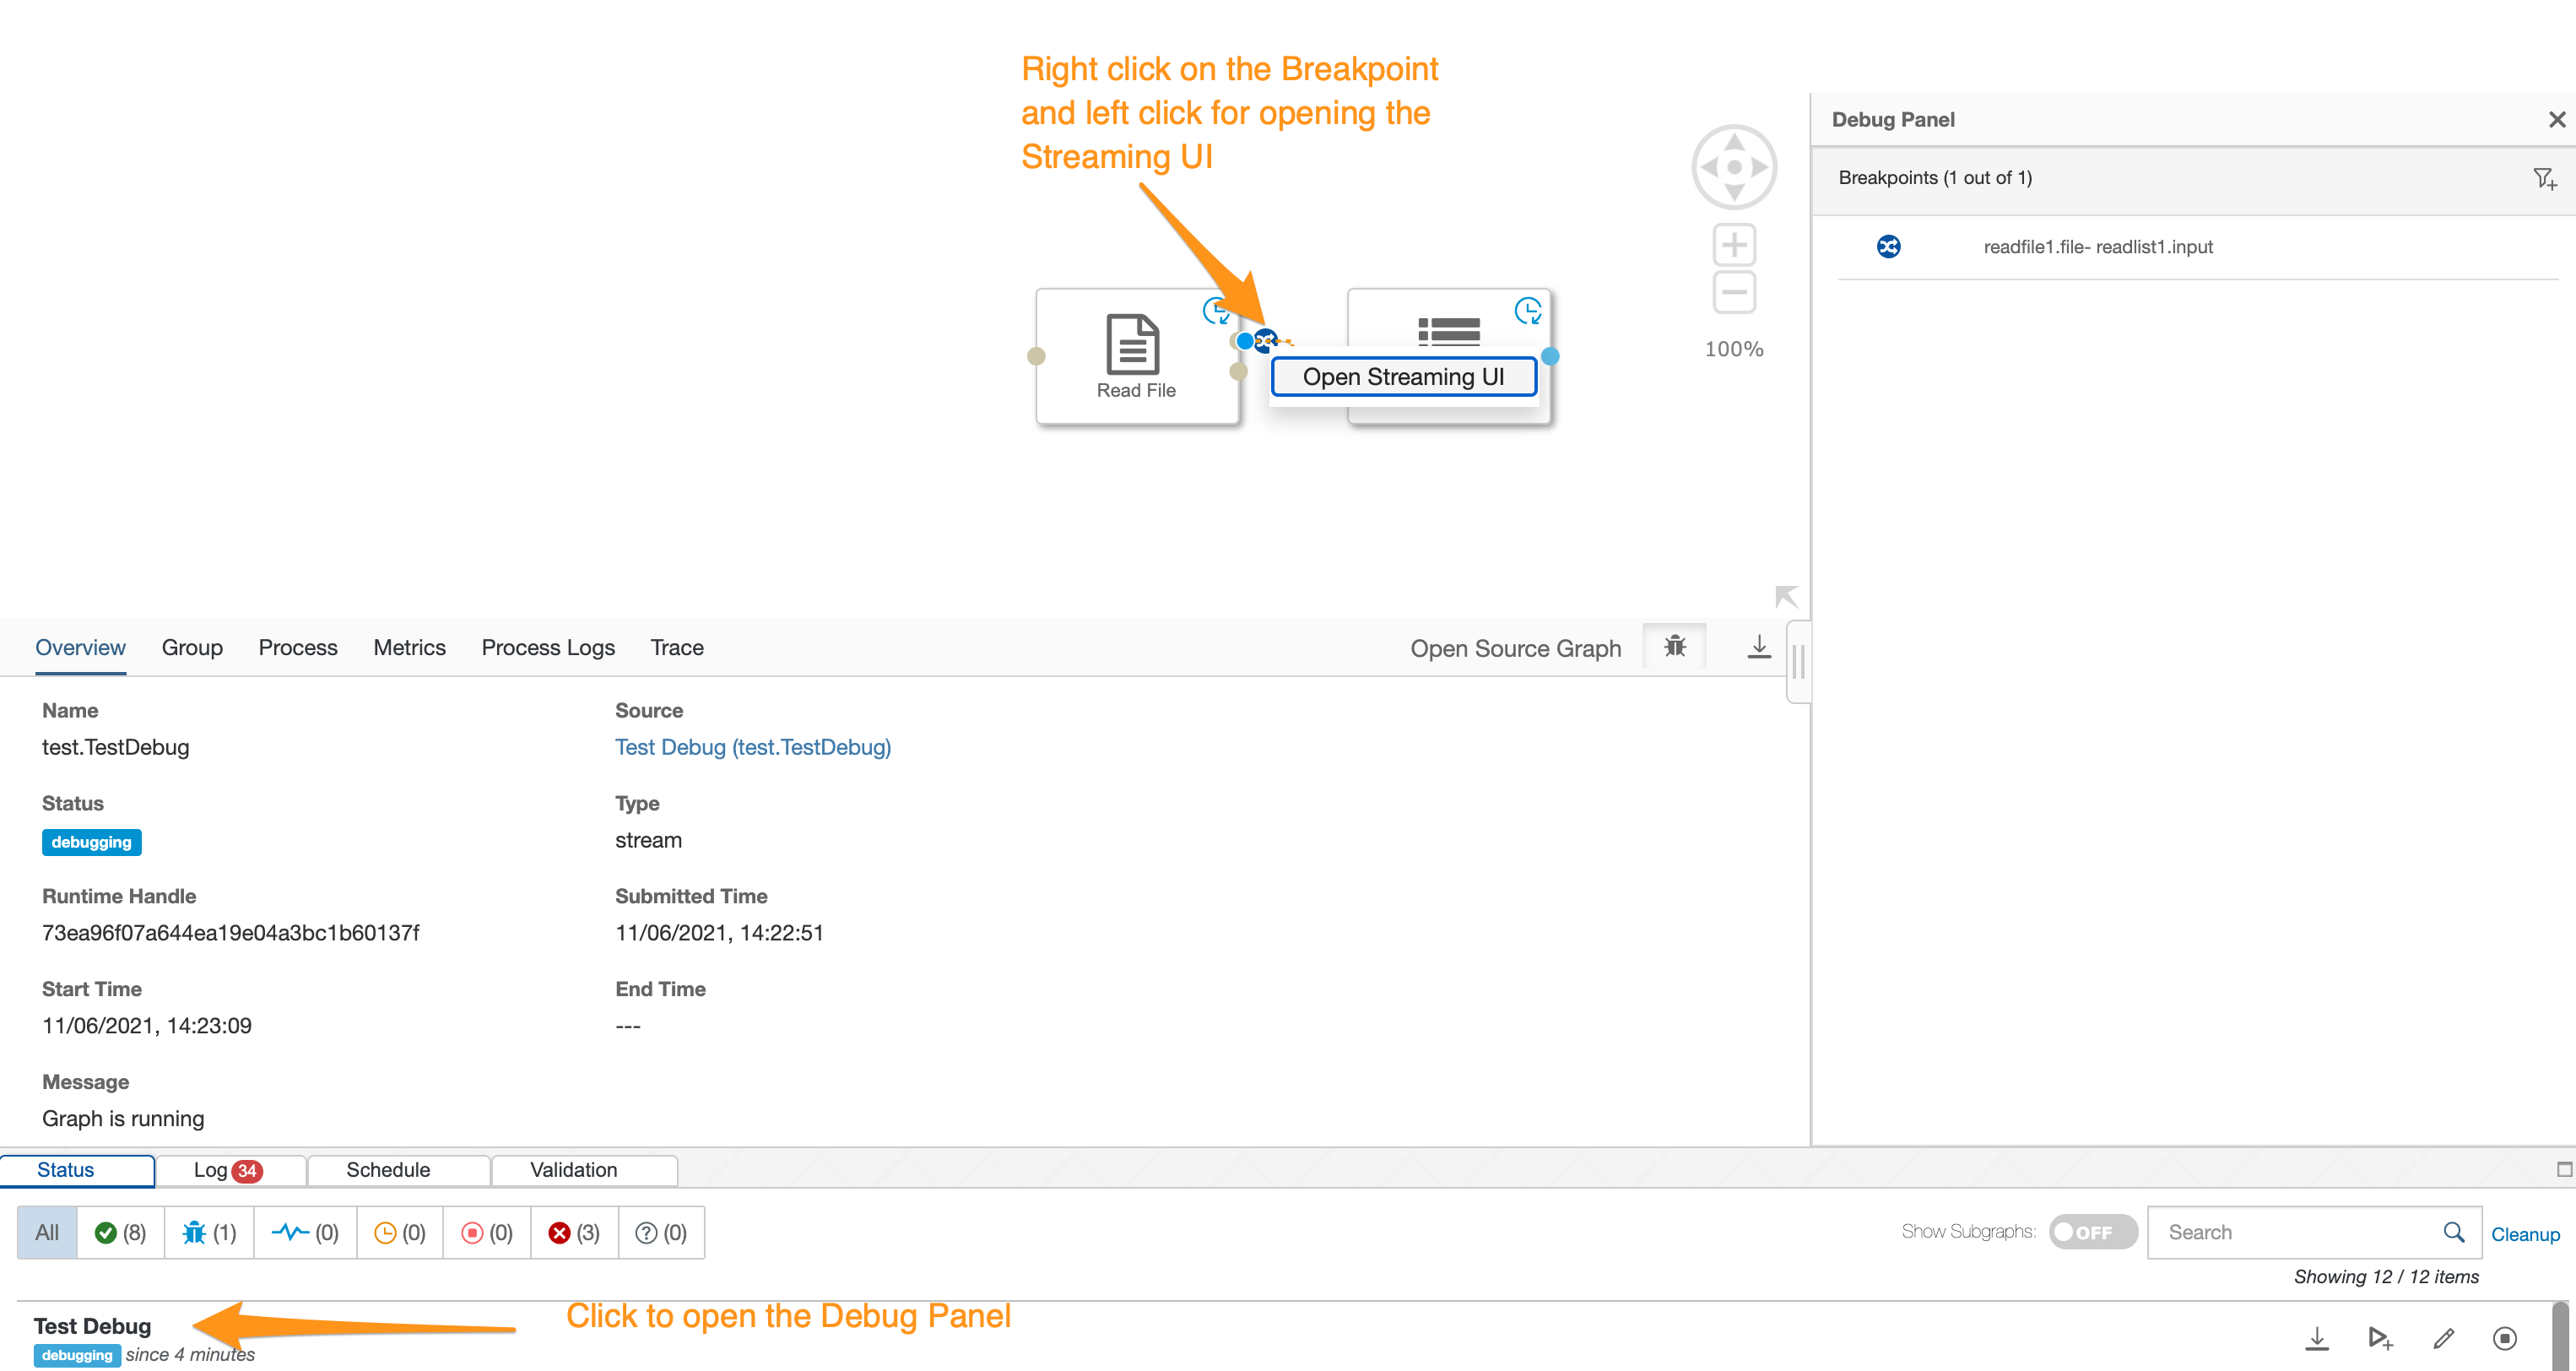 Right click on the Breakpoint
and left click for opening the
Streaming UI
Debug Panel
Breakpoints (1 out of 1)
readfile1.file- readlist1.input
Read File
Open Streaming UI
100%
Overview Group Process Metrics Process Logs Trace Open Source Graph
Name
test.TestDebug
Source
Test Debug (test.TestDebug)
Status
debugging
Type
stream
Runtime Handle
73ea96f07a644ea19e04a3bc1b60137f
Submitted Time
11/06/2021, 14:22:51
Start Time
11/06/2021, 14:23:09
End Time
---
Message
Graph is running
Status Log 34 Schedule Validation
All (8) (1) (0) (0) (0) (3) (0)
Show Subgraphs: OFF Search Cleanup
Showing 12 / 12 items
Test Debug
Click to open the Debug Panel
debugging since 4 minutes